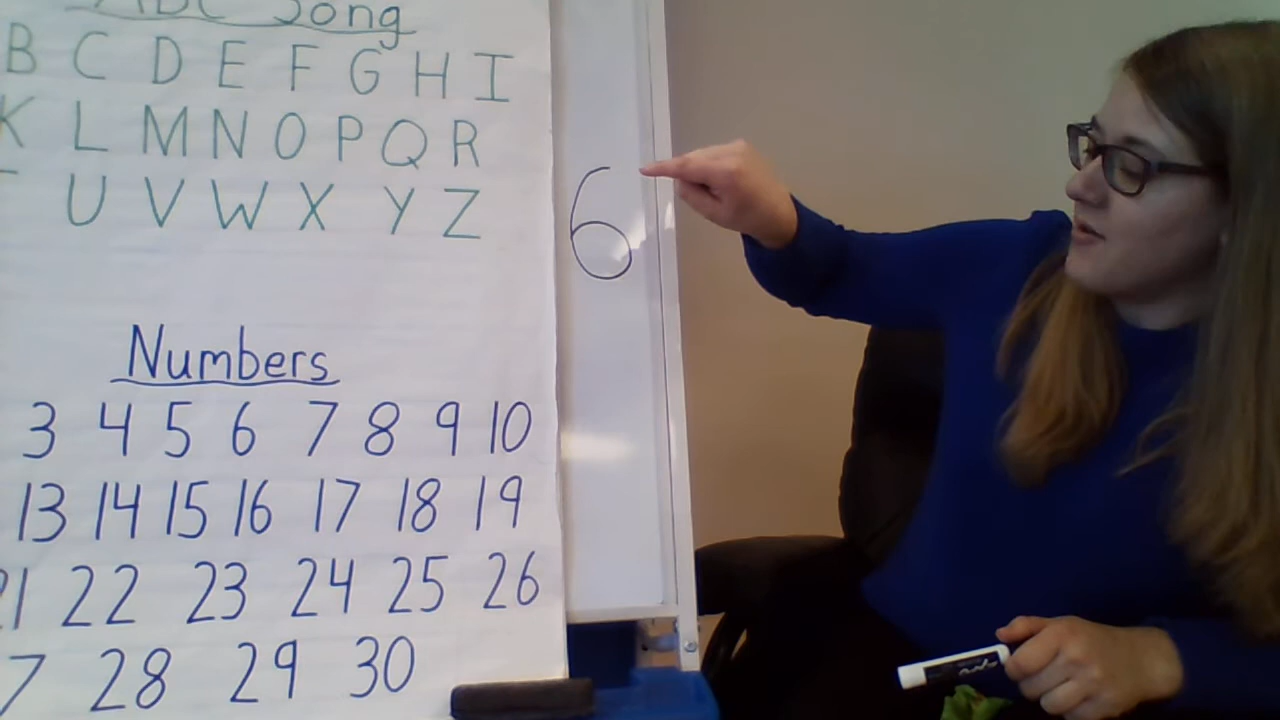 ABC Song
B C D E F G H I
K L M N O P Q R
U V W X Y Z
6
Numbers
3 4 5 6 7 8 9 10
13 14 15 16 17 18 19
21 22 23 24 25 26
7 28 29 30